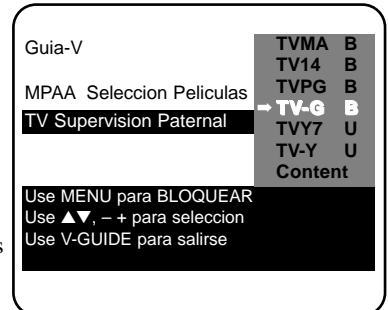 Guia-V
MPAA Seleccion Peliculas
TV Supervision Paternal
TVMA B
TV14 B
TVPG B
➡ TV-G B
TVY7 U
TV-Y U
Content
Use MENU para BLOQUEAR
Use ▲▼, – + para seleccion
Use V-GUIDE para salirse
s